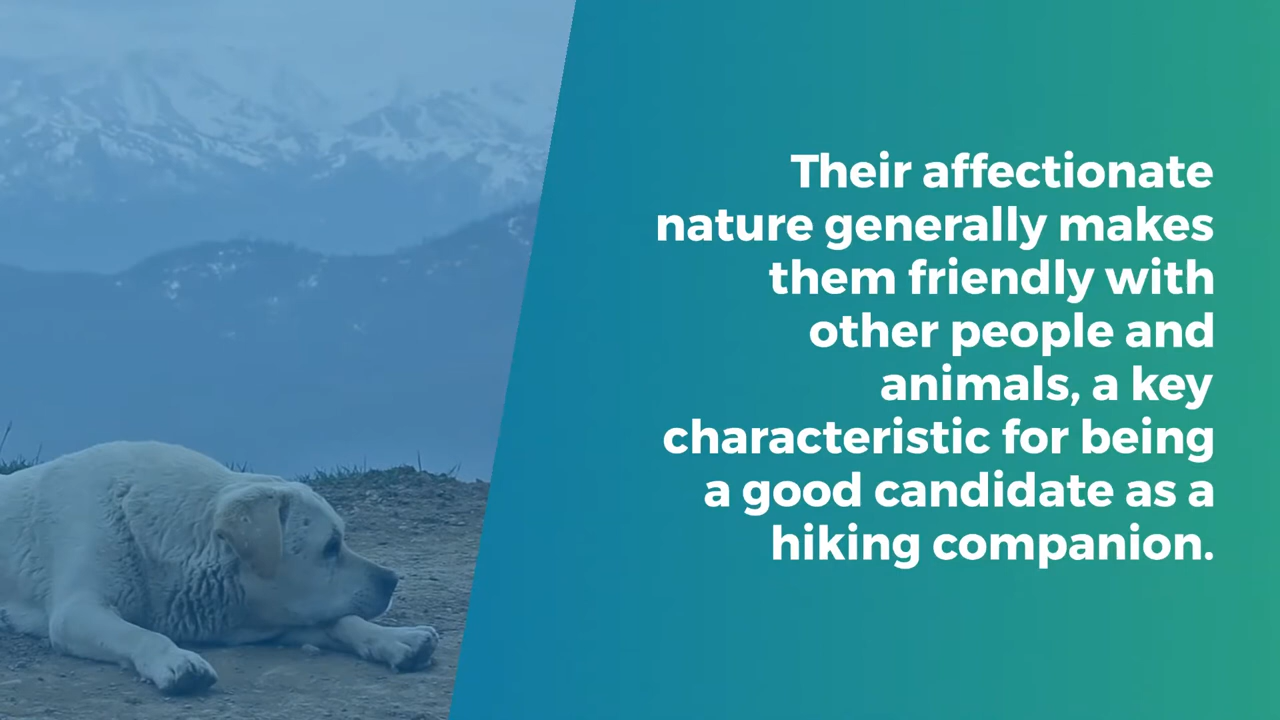 Their affectionate
nature generally makes
them friendly with
other people and
animals, a key
characteristic for being
a good candidate as a
hiking companion.